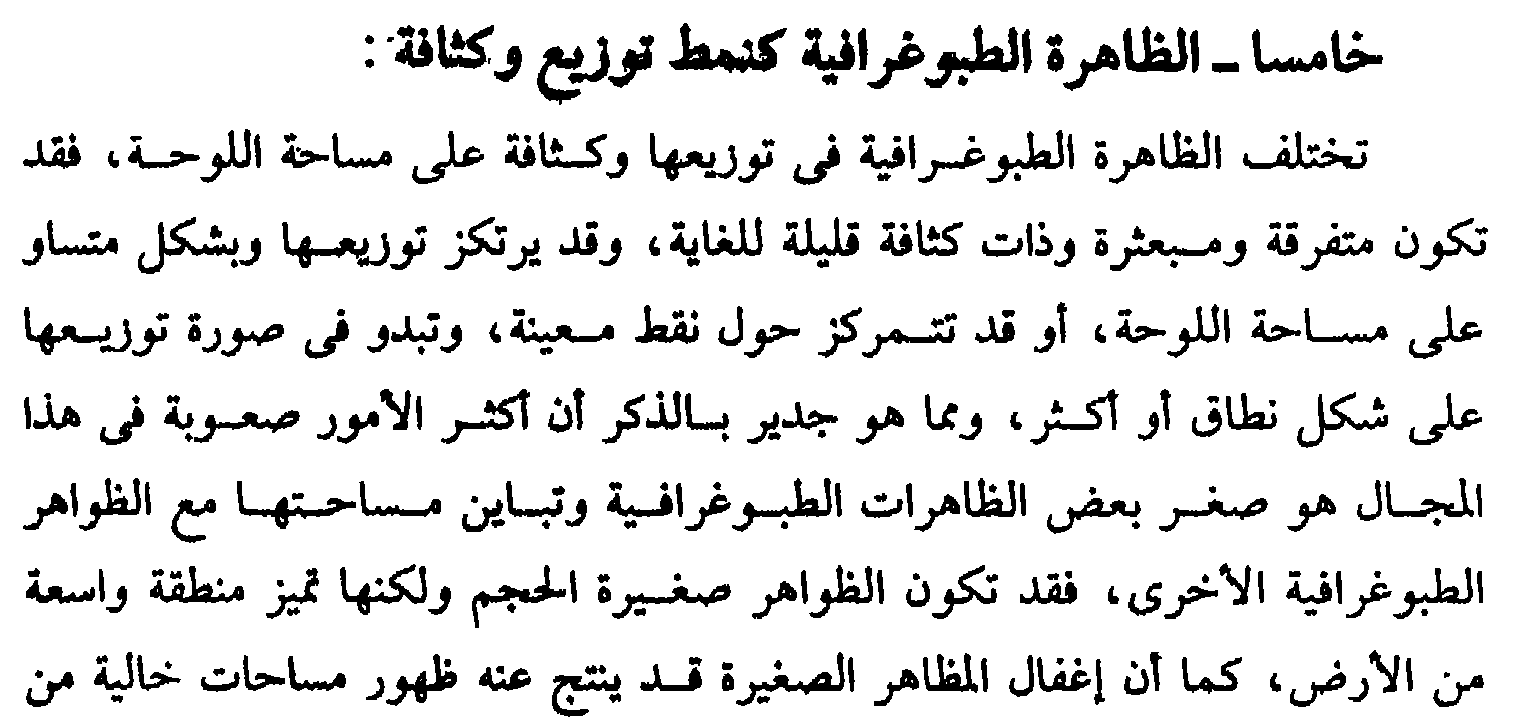 خامسا ـ الظاهرة الطبوغرافية كنمط توزيع وكثافة :
تختلف الظاهرة الطبوغرافية فى توزيعها وكثافة على مساحة اللوحة، فقد
تكون متفرقة ومبعثرة وذات كثافة قليلة للغاية، وقد يرتكز توزيعها وبشكل متساو
على مساحة اللوحة، أو قد تتمركز حول نقط معينة، وتبدو فى صورة توزيعها
على شكل نطاق أو أكثر، ومما هو جدير بالذكر أن أكثر الأمور صعوبة فى هذا
المجال هو صغر بعض الظاهرات الطبوغرافية وتباين مساحتها مع الظواهر
الطبوغرافية الأخرى، فقد تكون الظواهر صغيرة الحجم ولكنها تميز منطقة واسعة
من الأرض، كما أن إغفال المظاهر الصغيرة قد ينتج عنه ظهور مساحات خالية من